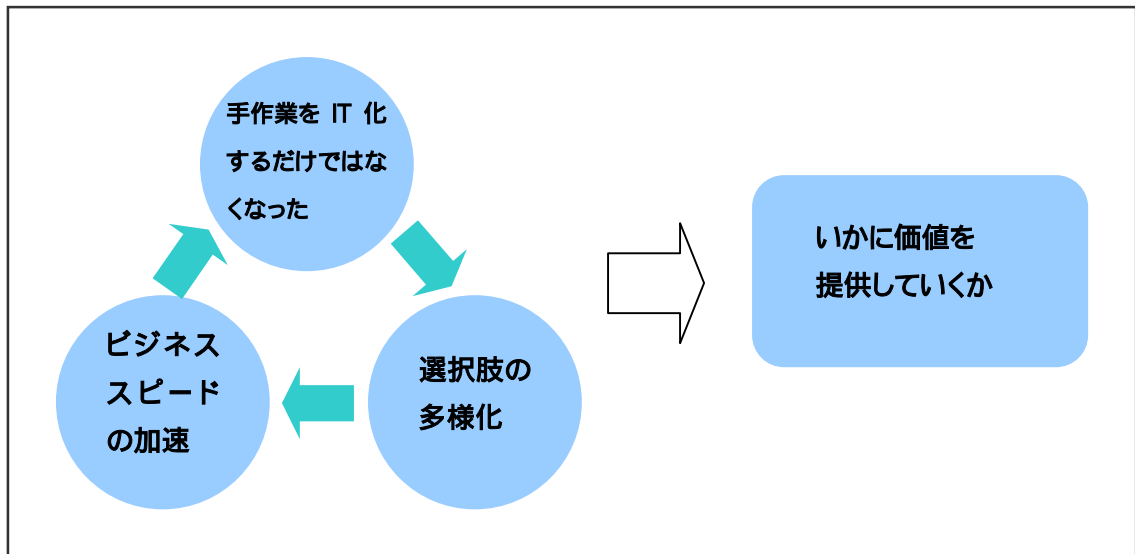 手作業を IT 化
するだけではな
くなった
いかに価値を
提供していくか
ビジネス
スピード
の加速
選択肢の
多様化